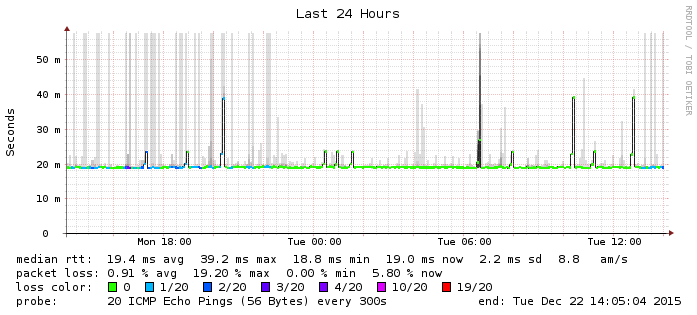 Last 24 Hours
RRDTOOL / TOBI OETIKER
Seconds
50 m
40 m
30 m
20 m
10 m
0
Mon 18:00 Tue 00:00 Tue 06:00 Tue 12:00
median rtt: 19.4 ms avg 39.2 ms max 18.8 ms min 19.0 ms now 2.2 ms sd 8.8 am/s
packet loss: 0.91 % avg 19.20 % max 0.00 % min 5.80 % now
loss color: 0 1/20 2/20 3/20 4/20 10/20 19/20
probe: 20 ICMP Echo Pings (56 Bytes) every 300s end: Tue Dec 22 14:05:04 2015